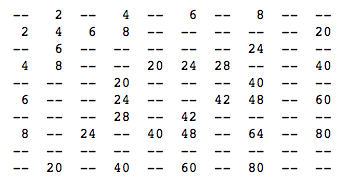 -- 2 -- 4 -- 6 -- 8 -- --
2 4 6 8 -- -- -- -- -- 20
-- 6 -- -- -- -- -- 24 -- --
4 8 -- -- 20 24 28 -- -- 40
-- -- -- 20 -- -- -- 40 -- --
6 -- -- 24 -- -- 42 48 -- 60
-- -- -- 28 -- 42 -- -- -- --
8 -- 24 -- 40 48 -- 64 -- 80
-- -- -- -- -- -- -- -- -- --
-- 20 -- 40 -- 60 -- 80 -- --